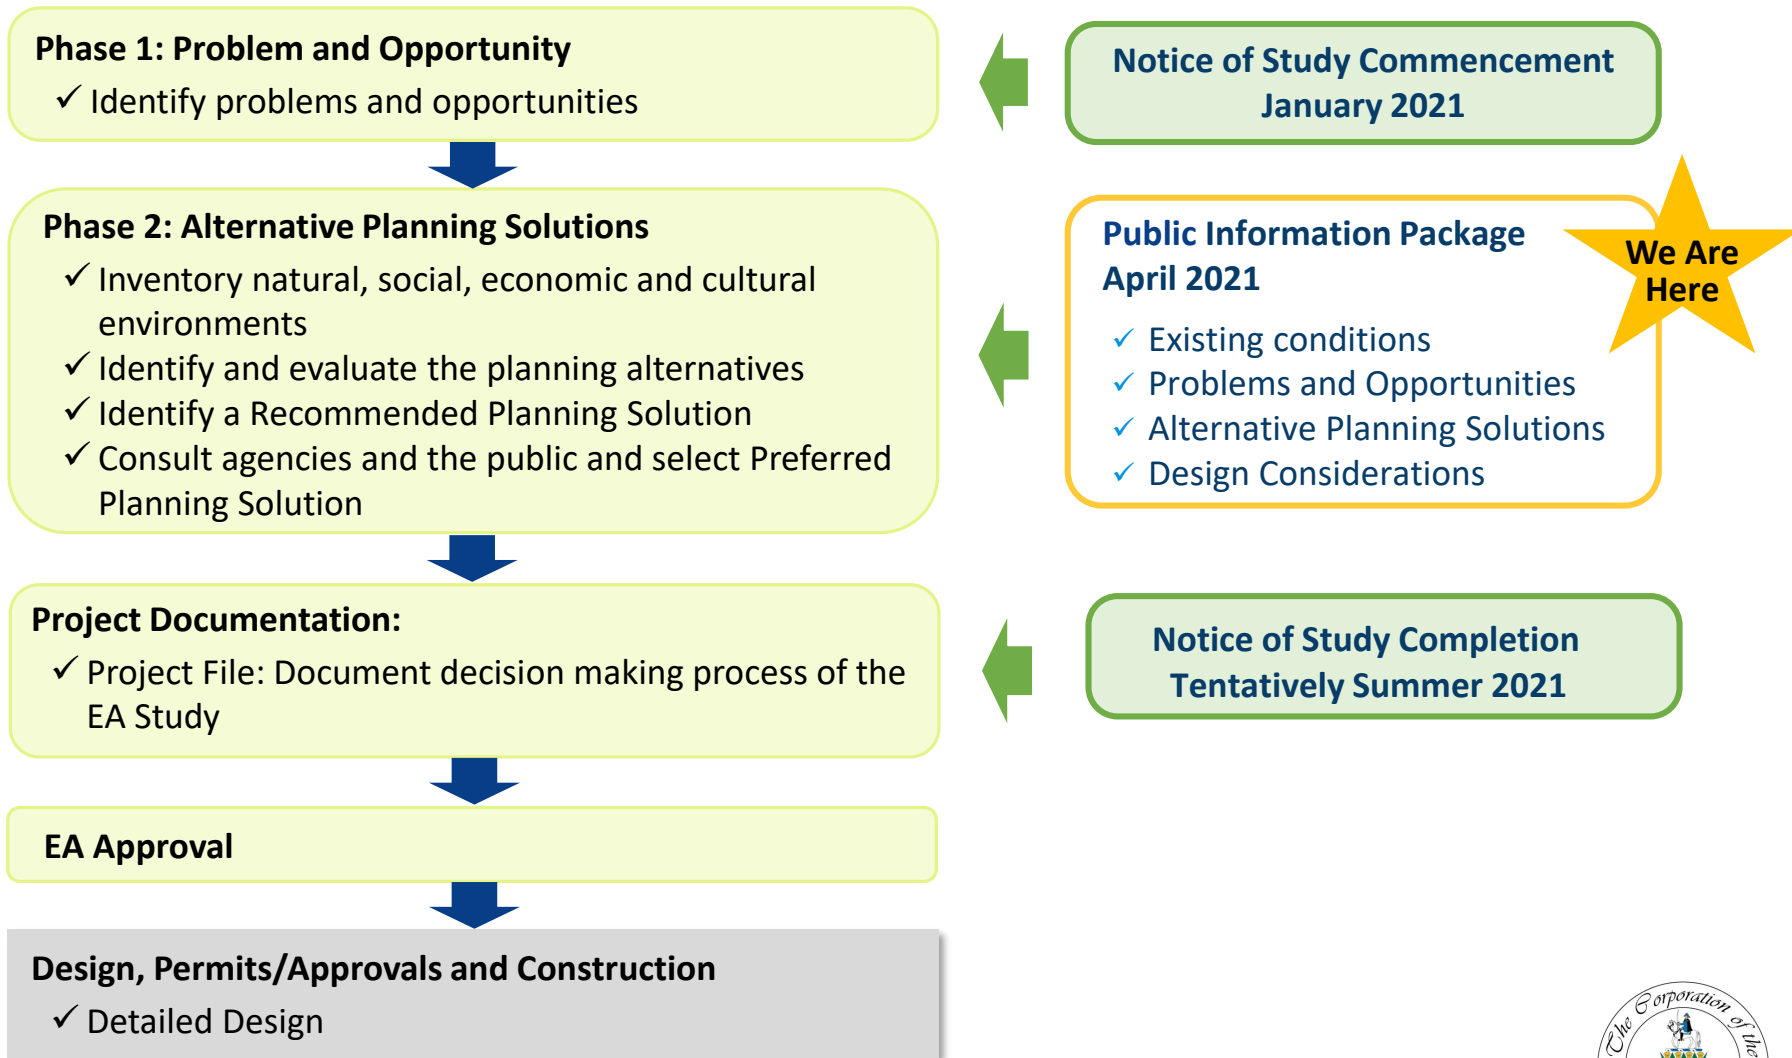 Phase 1: Problem and Opportunity
✓ Identify problems and opportunities
Notice of Study Commencement
January 2021
Phase 2: Alternative Planning Solutions
✓ Inventory natural, social, economic and cultural
environments
✓ Identify and evaluate the planning alternatives
✓ Identify a Recommended Planning Solution
✓ Consult agencies and the public and select Preferred
Planning Solution
Public Information Package
April 2021
✓ Existing conditions
✓ Problems and Opportunities
✓ Alternative Planning Solutions
✓ Design Considerations
We Are
Here
Project Documentation:
✓ Project File: Document decision making process of the
EA Study
Notice of Study Completion
Tentatively Summer 2021
EA Approval
Design, Permits/Approvals and Construction
✓ Detailed Design
The Corporation of the